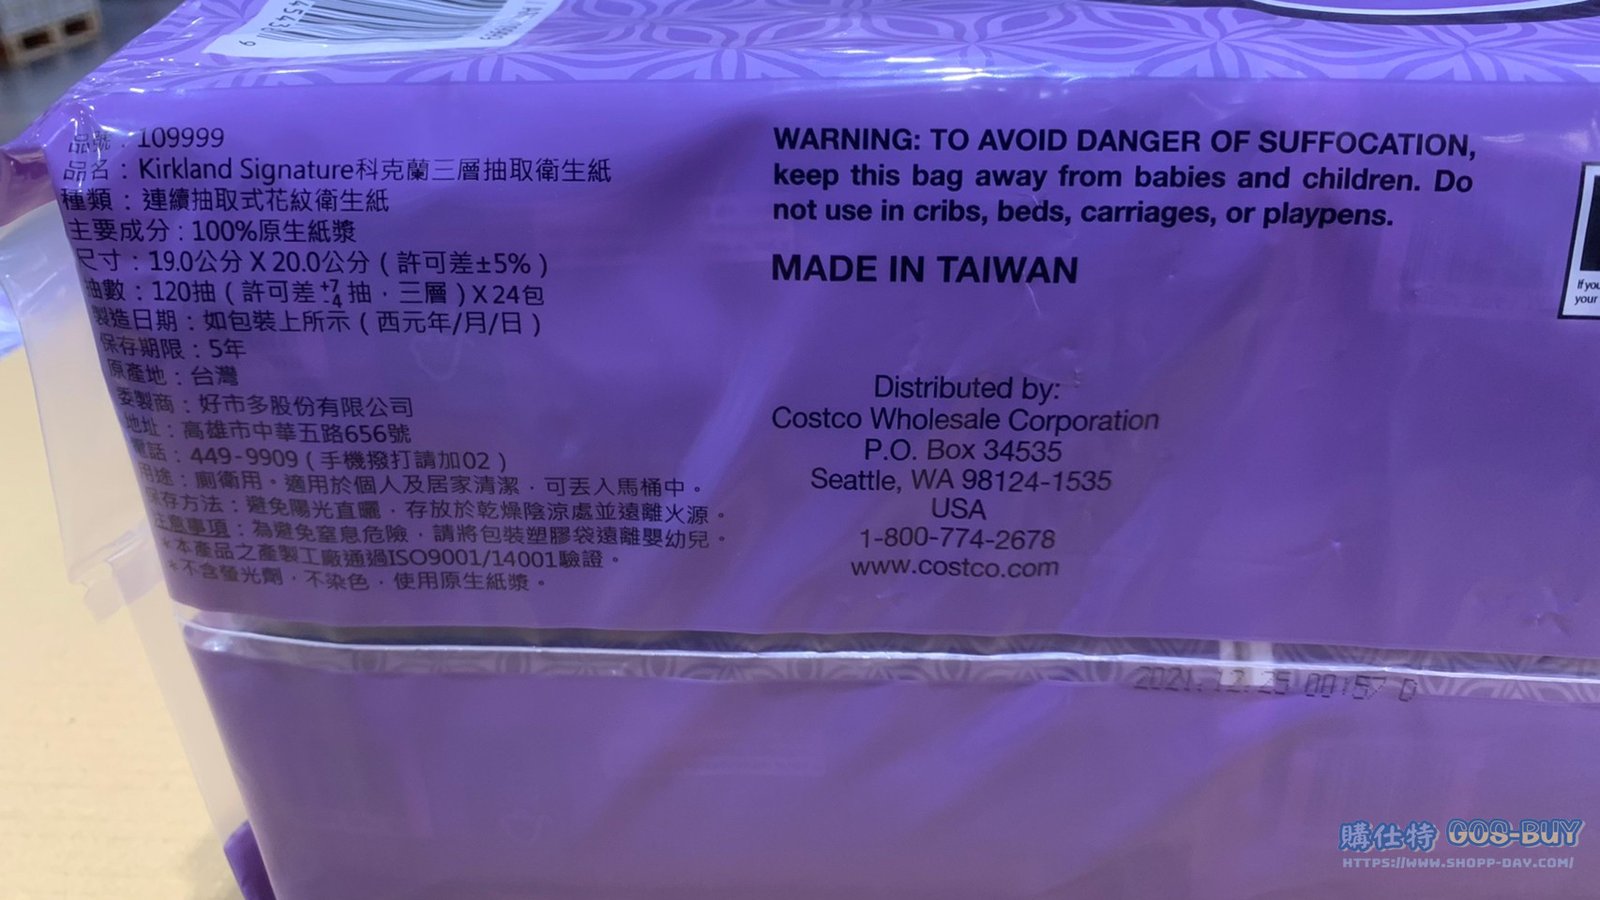 品號：109999
品名：Kirkland Signature科克蘭三層抽取衛生紙
種類：連續抽取式花紋衛生紙
主要成分：100%原生紙漿
尺寸：19.0公分 X 20.0公分（許可差±5%）
抽數：120抽（許可差+7 -4抽，三層）X 24包
製造日期：如包裝上所示（西元年/月/日）
保存期限：5年
原產地：台灣
委製商：好市多股份有限公司
地址：高雄市中華五路656號
電話：449-9909（手機撥打請加02）
用途：廁衛用。適用於個人及居家清潔，可丟入馬桶中。
保存方法：避免陽光直曬，存放於乾燥陰涼處並遠離火源。
注意事項：為避免窒息危險，請將包裝塑膠袋遠離嬰幼兒。
*本產品之產製工廠通過ISO9001/14001驗證。
*不含螢光劑，不染色，使用原生紙漿。
WARNING: TO AVOID DANGER OF SUFFOCATION,
keep this bag away from babies and children. Do
not use in cribs, beds, carriages, or playpens.
MADE IN TAIWAN
Distributed by:
Costco Wholesale Corporation
P.O. Box 34535
Seattle, WA 98124-1535
USA
1-800-774-2678
www.costco.com
If you
your
2021.12.25 00:57 D
購仕特 GOS-BUY
HTTPS://WWW.SHOPP-DAY.COM/